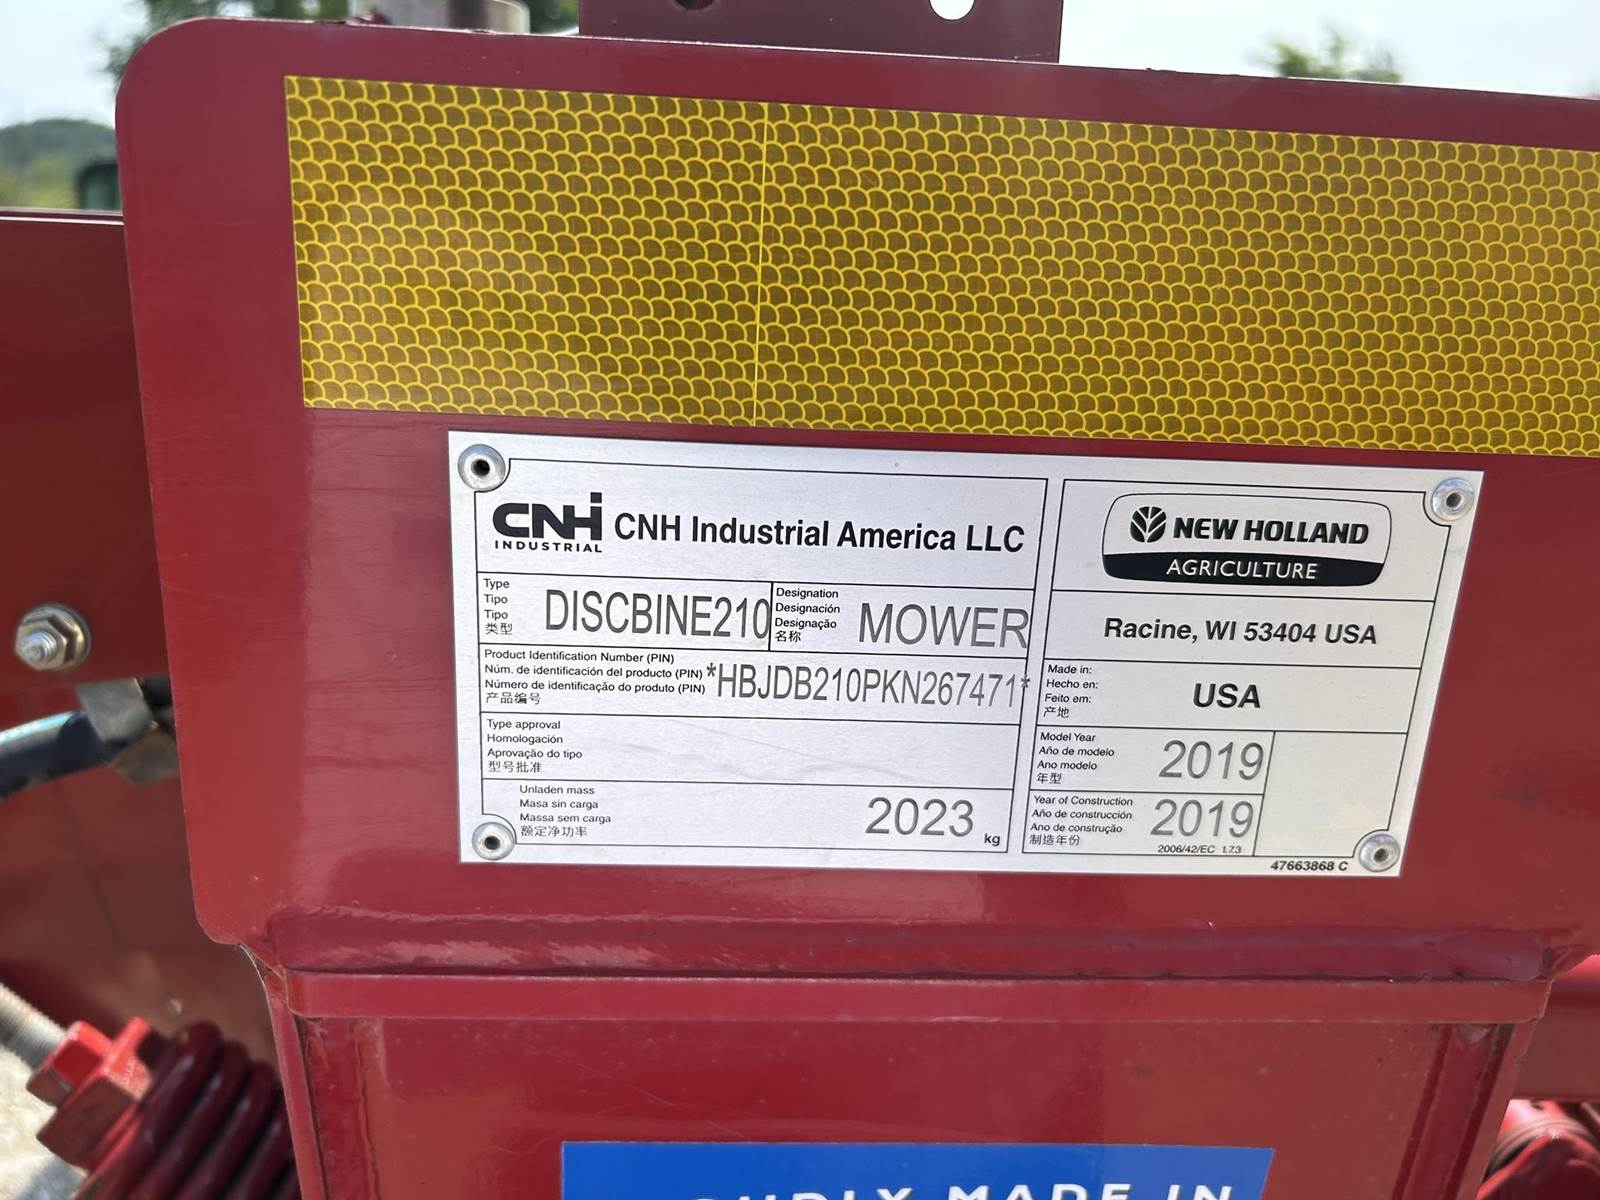 CNH
INDUSTRIAL
CNH Industrial America LLC
Type
Tipo
Tipo
类型
DISCBINE210
Designation
Designación
Designação
名称
MOWER
Product Identification Number (PIN)
Núm. de identificación del producto (PIN)
Número de identificação do produto (PIN)
产品编号
*HBJDB210PKN267471*
Type approval
Homologación
Aprovação do tipo
型号批准
Unladen mass
Masa sin carga
Massa sem carga
额定净功率
2023 kg
NEW HOLLAND
AGRICULTURE
Racine, WI 53404 USA
Made in:
Hecho en:
Feito em:
产地
USA
Model Year
Año de modelo
Ano modelo
年型
2019
Year of Construction
Año de construcción
Ano de construção
制造年份
2019
2006/42/EC 1.7.3
47663868 C
MADE IN